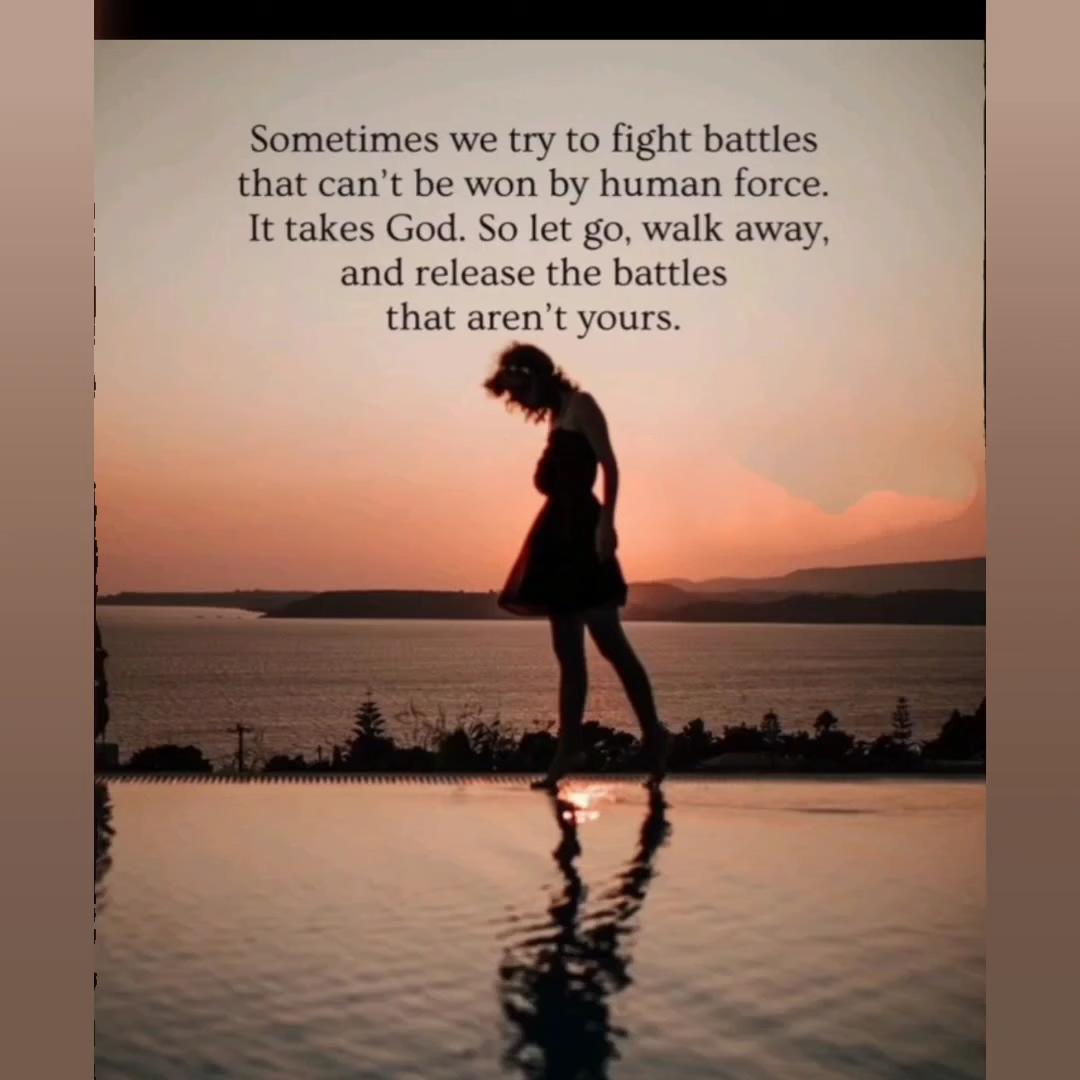 Sometimes we try to fight battles
that can’t be won by human force.
It takes God. So let go, walk away,
and release the battles
that aren’t yours.